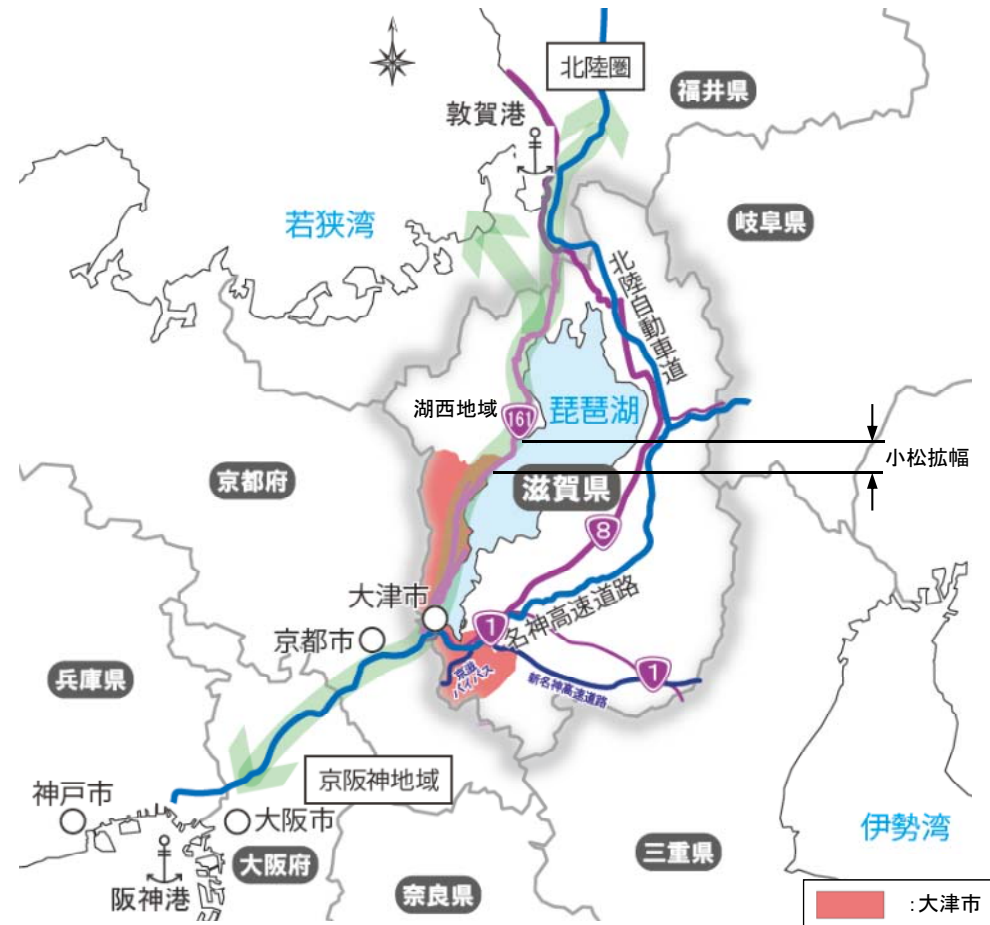 北陸圏
福井県
敦賀港
岐阜県
若狭湾
北陸自動車道
琵琶湖
湖西地域
161
小松拡幅
京都府
滋賀県
8
大津市
名神高速道路
1
京都市
京滋
バイパス
新名神高速道路
1
兵庫県
京阪神地域
神戸市
大阪市
伊勢湾
大阪府
三重県
阪神港
奈良県
:大津市